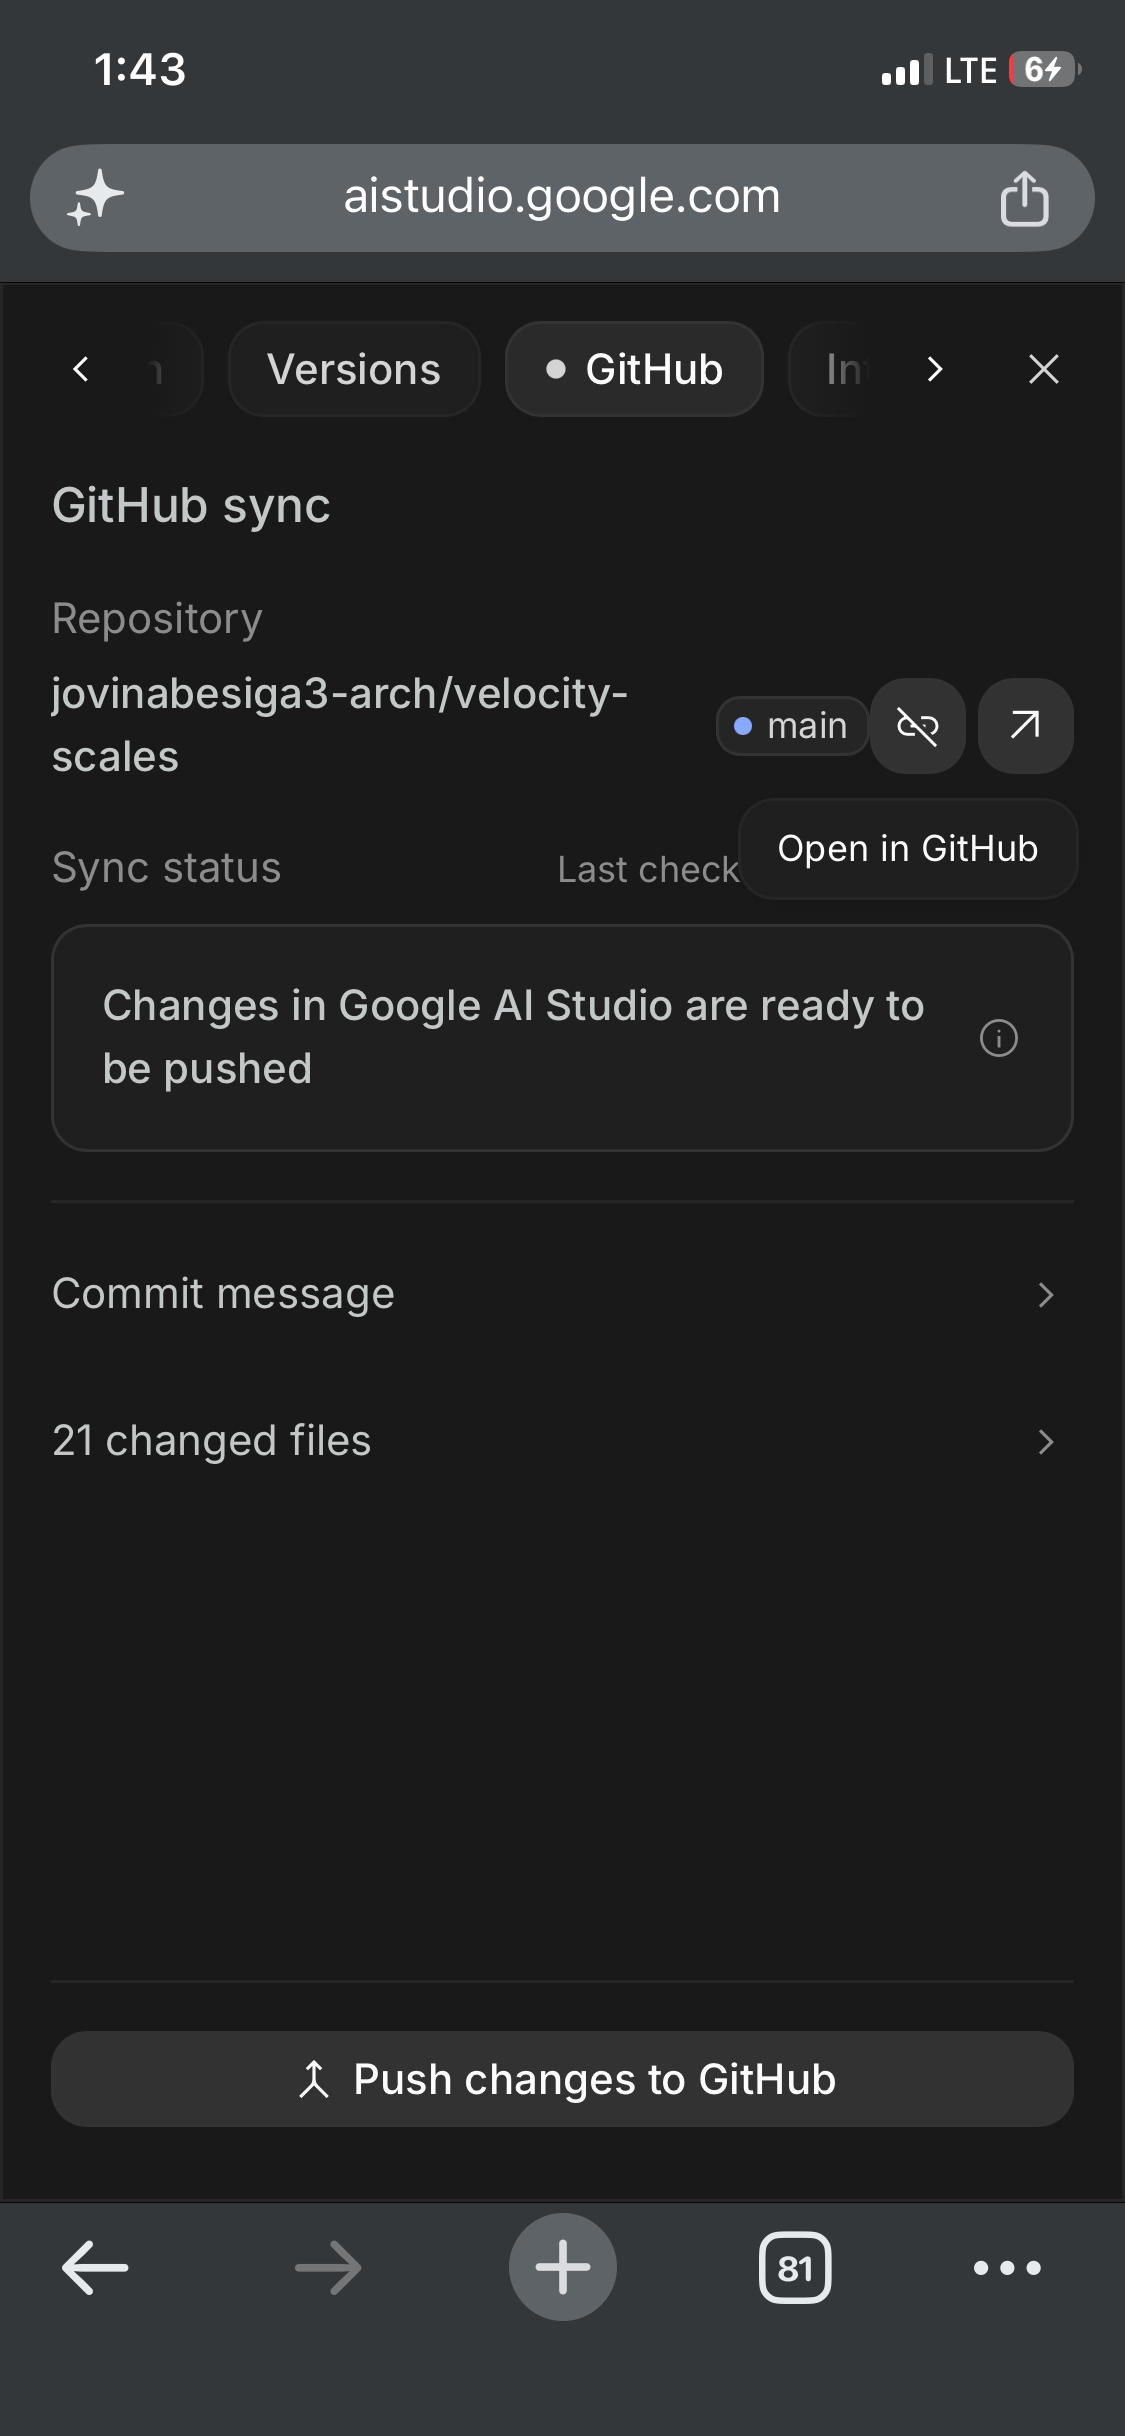 1:43
LTE
6
aistudio.google.com
Versions
GitHub
GitHub sync
Repository
jovinabesiga3-arch/velocity-
scales
main
Open in GitHub
Sync status
Last check
Changes in Google AI Studio are ready to
be pushed
Commit message
21 changed files
Push changes to GitHub
81